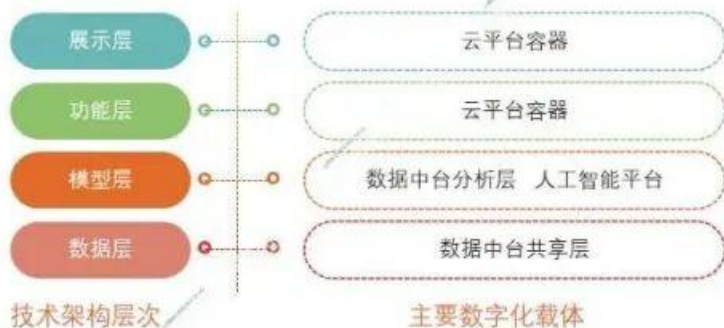 展示层 云平台容器
功能层 云平台容器
模型层 数据中台分析层 人工智能平台
数据层 数据中台共享层
技术架构层次 主要数字化载体